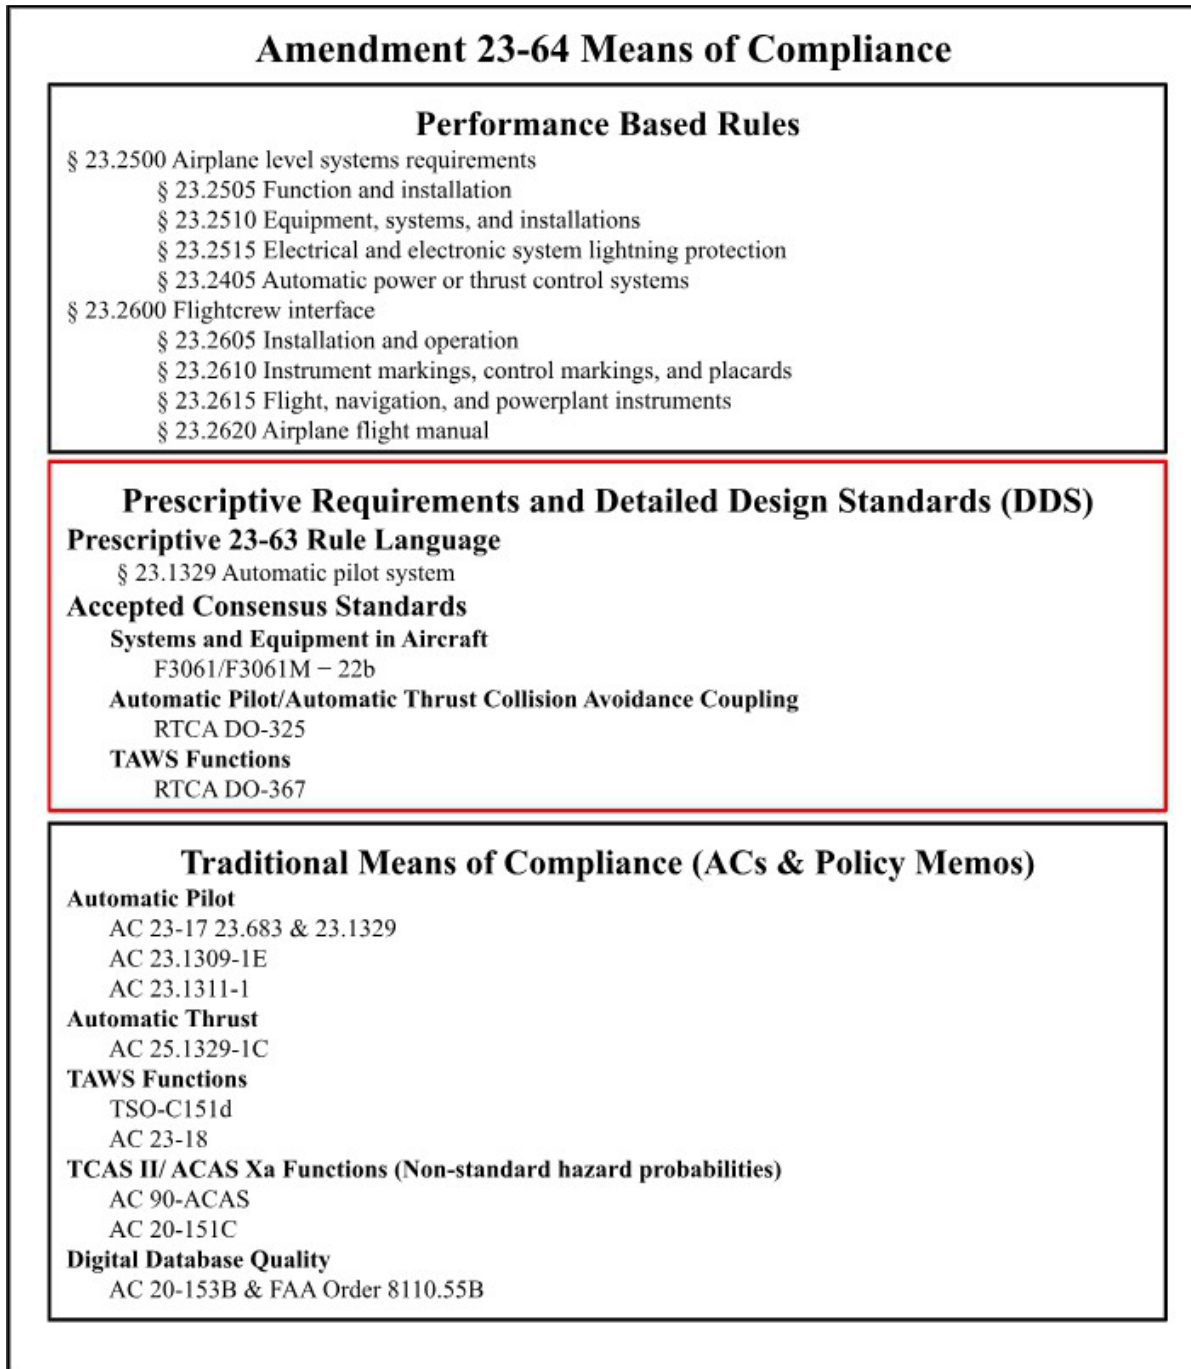 Amendment 23-64 Means of Compliance
Performance Based Rules
§ 23.2500 Airplane level systems requirements
§ 23.2505 Function and installation
§ 23.2510 Equipment, systems, and installations
§ 23.2515 Electrical and electronic system lightning protection
§ 23.2405 Automatic power or thrust control systems
§ 23.2600 Flightcrew interface
§ 23.2605 Installation and operation
§ 23.2610 Instrument markings, control markings, and placards
§ 23.2615 Flight, navigation, and powerplant instruments
§ 23.2620 Airplane flight manual
Prescriptive Requirements and Detailed Design Standards (DDS)
Prescriptive 23-63 Rule Language
§ 23.1329 Automatic pilot system
Accepted Consensus Standards
Systems and Equipment in Aircraft
F3061/F3061M − 22b
Automatic Pilot/Automatic Thrust Collision Avoidance Coupling
RTCA DO-325
TAWS Functions
RTCA DO-367
Traditional Means of Compliance (ACs & Policy Memos)
Automatic Pilot
AC 23-17 23.683 & 23.1329
AC 23.1309-1E
AC 23.1311-1
Automatic Thrust
AC 25.1329-1C
TAWS Functions
TSO-C151d
AC 23-18
TCAS II/ ACAS Xa Functions (Non-standard hazard probabilities)
AC 90-ACAS
AC 20-151C
Digital Database Quality
AC 20-153B & FAA Order 8110.55B